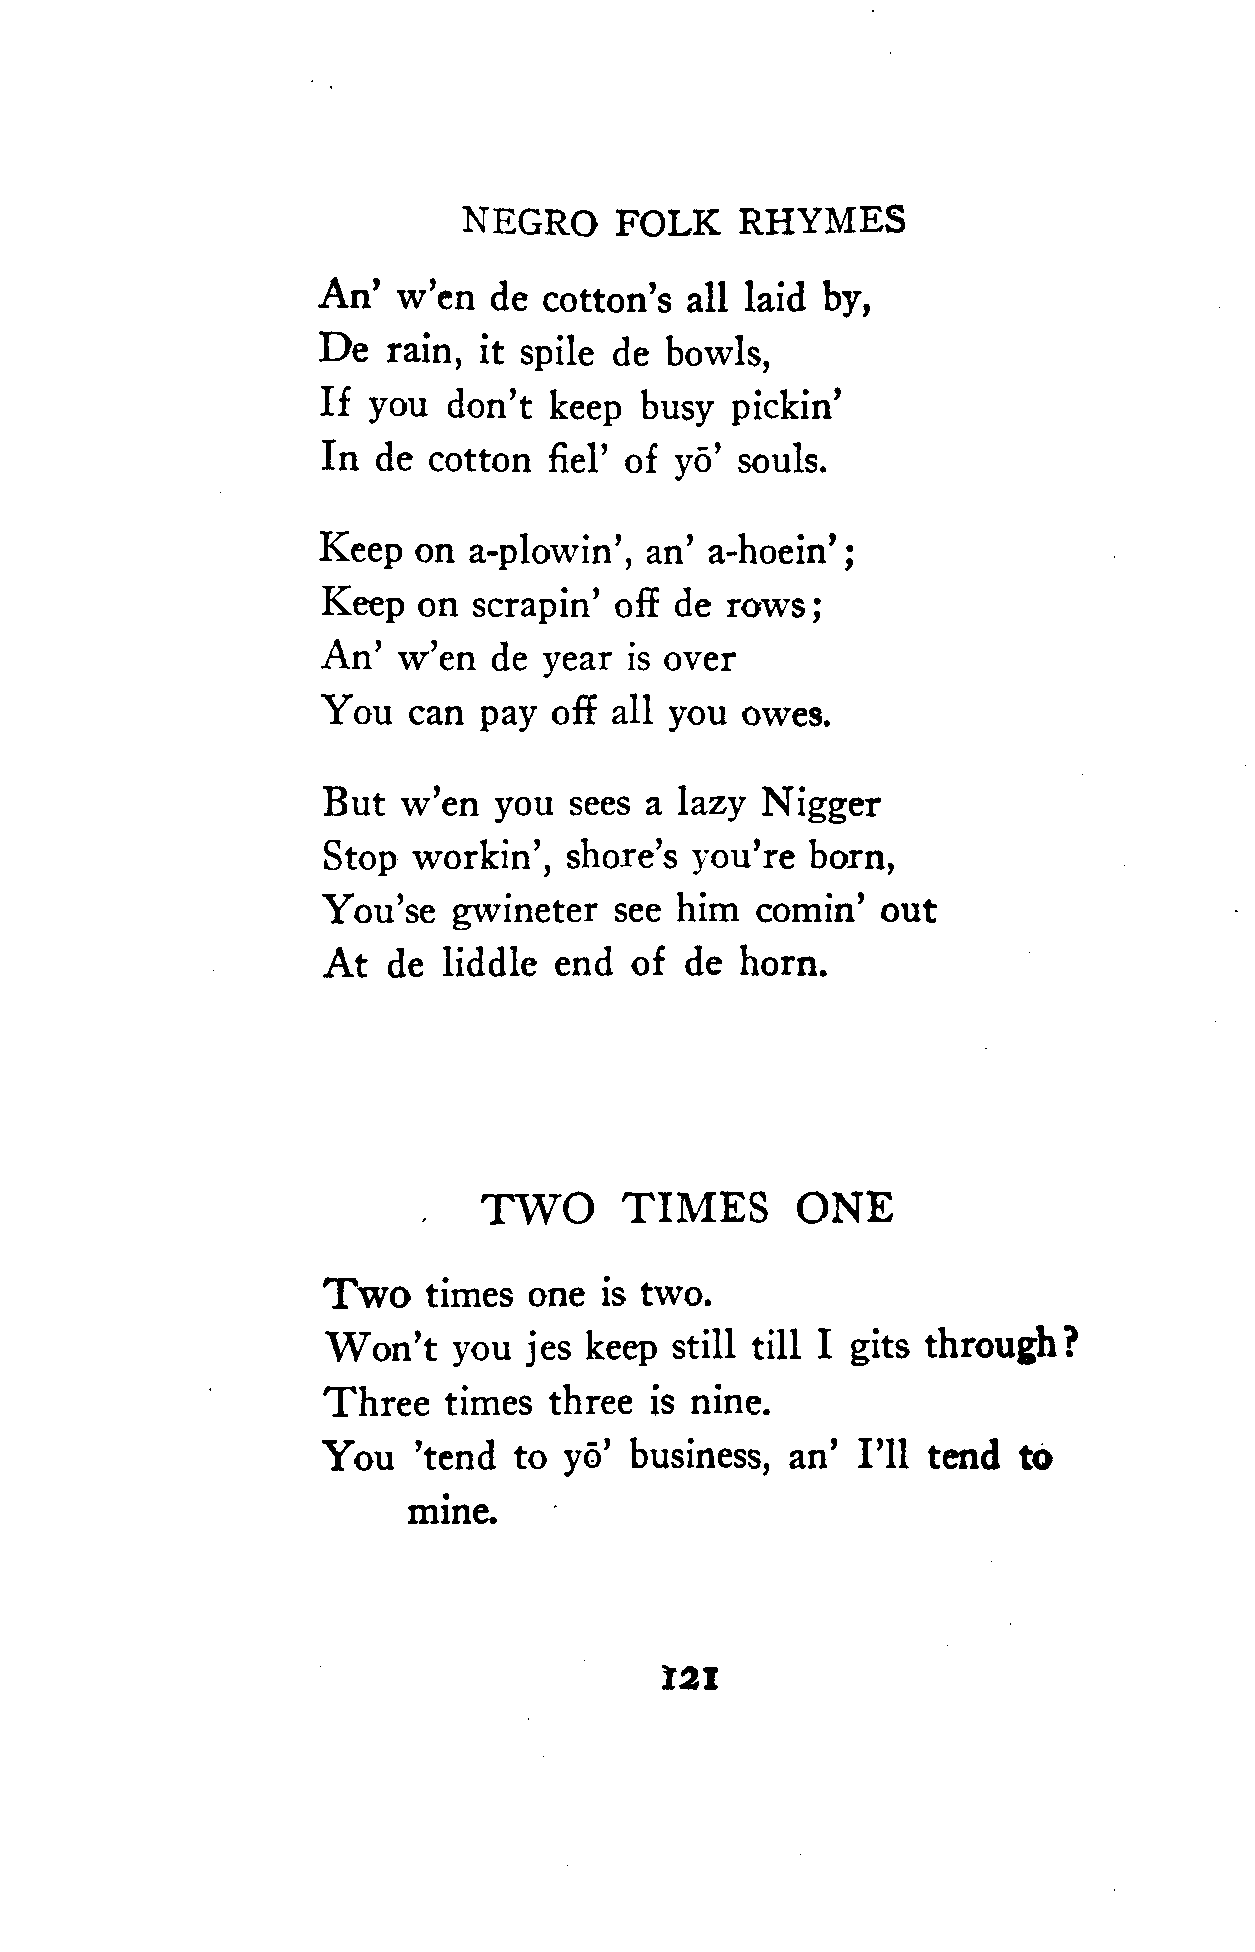 NEGRO FOLK RHYMES
An' w'en de cotton's all laid by,
De rain, it spile de bowls,
If you don't keep busy pickin'
In de cotton fiel' of yō' souls.
Keep on a-plowin', an' a-hoein';
Keep on scrapin' off de rows;
An' w'en de year is over
You can pay off all you owes.
But w'en you sees a lazy Nigger
Stop workin', shore's you're born,
You'se gwineter see him comin' out
At de liddle end of de horn.
TWO TIMES ONE
Two times one is two.
Won't you jes keep still till I gits through?
Three times three is nine.
You 'tend to yō' business, an' I'll tend to
mine.
121